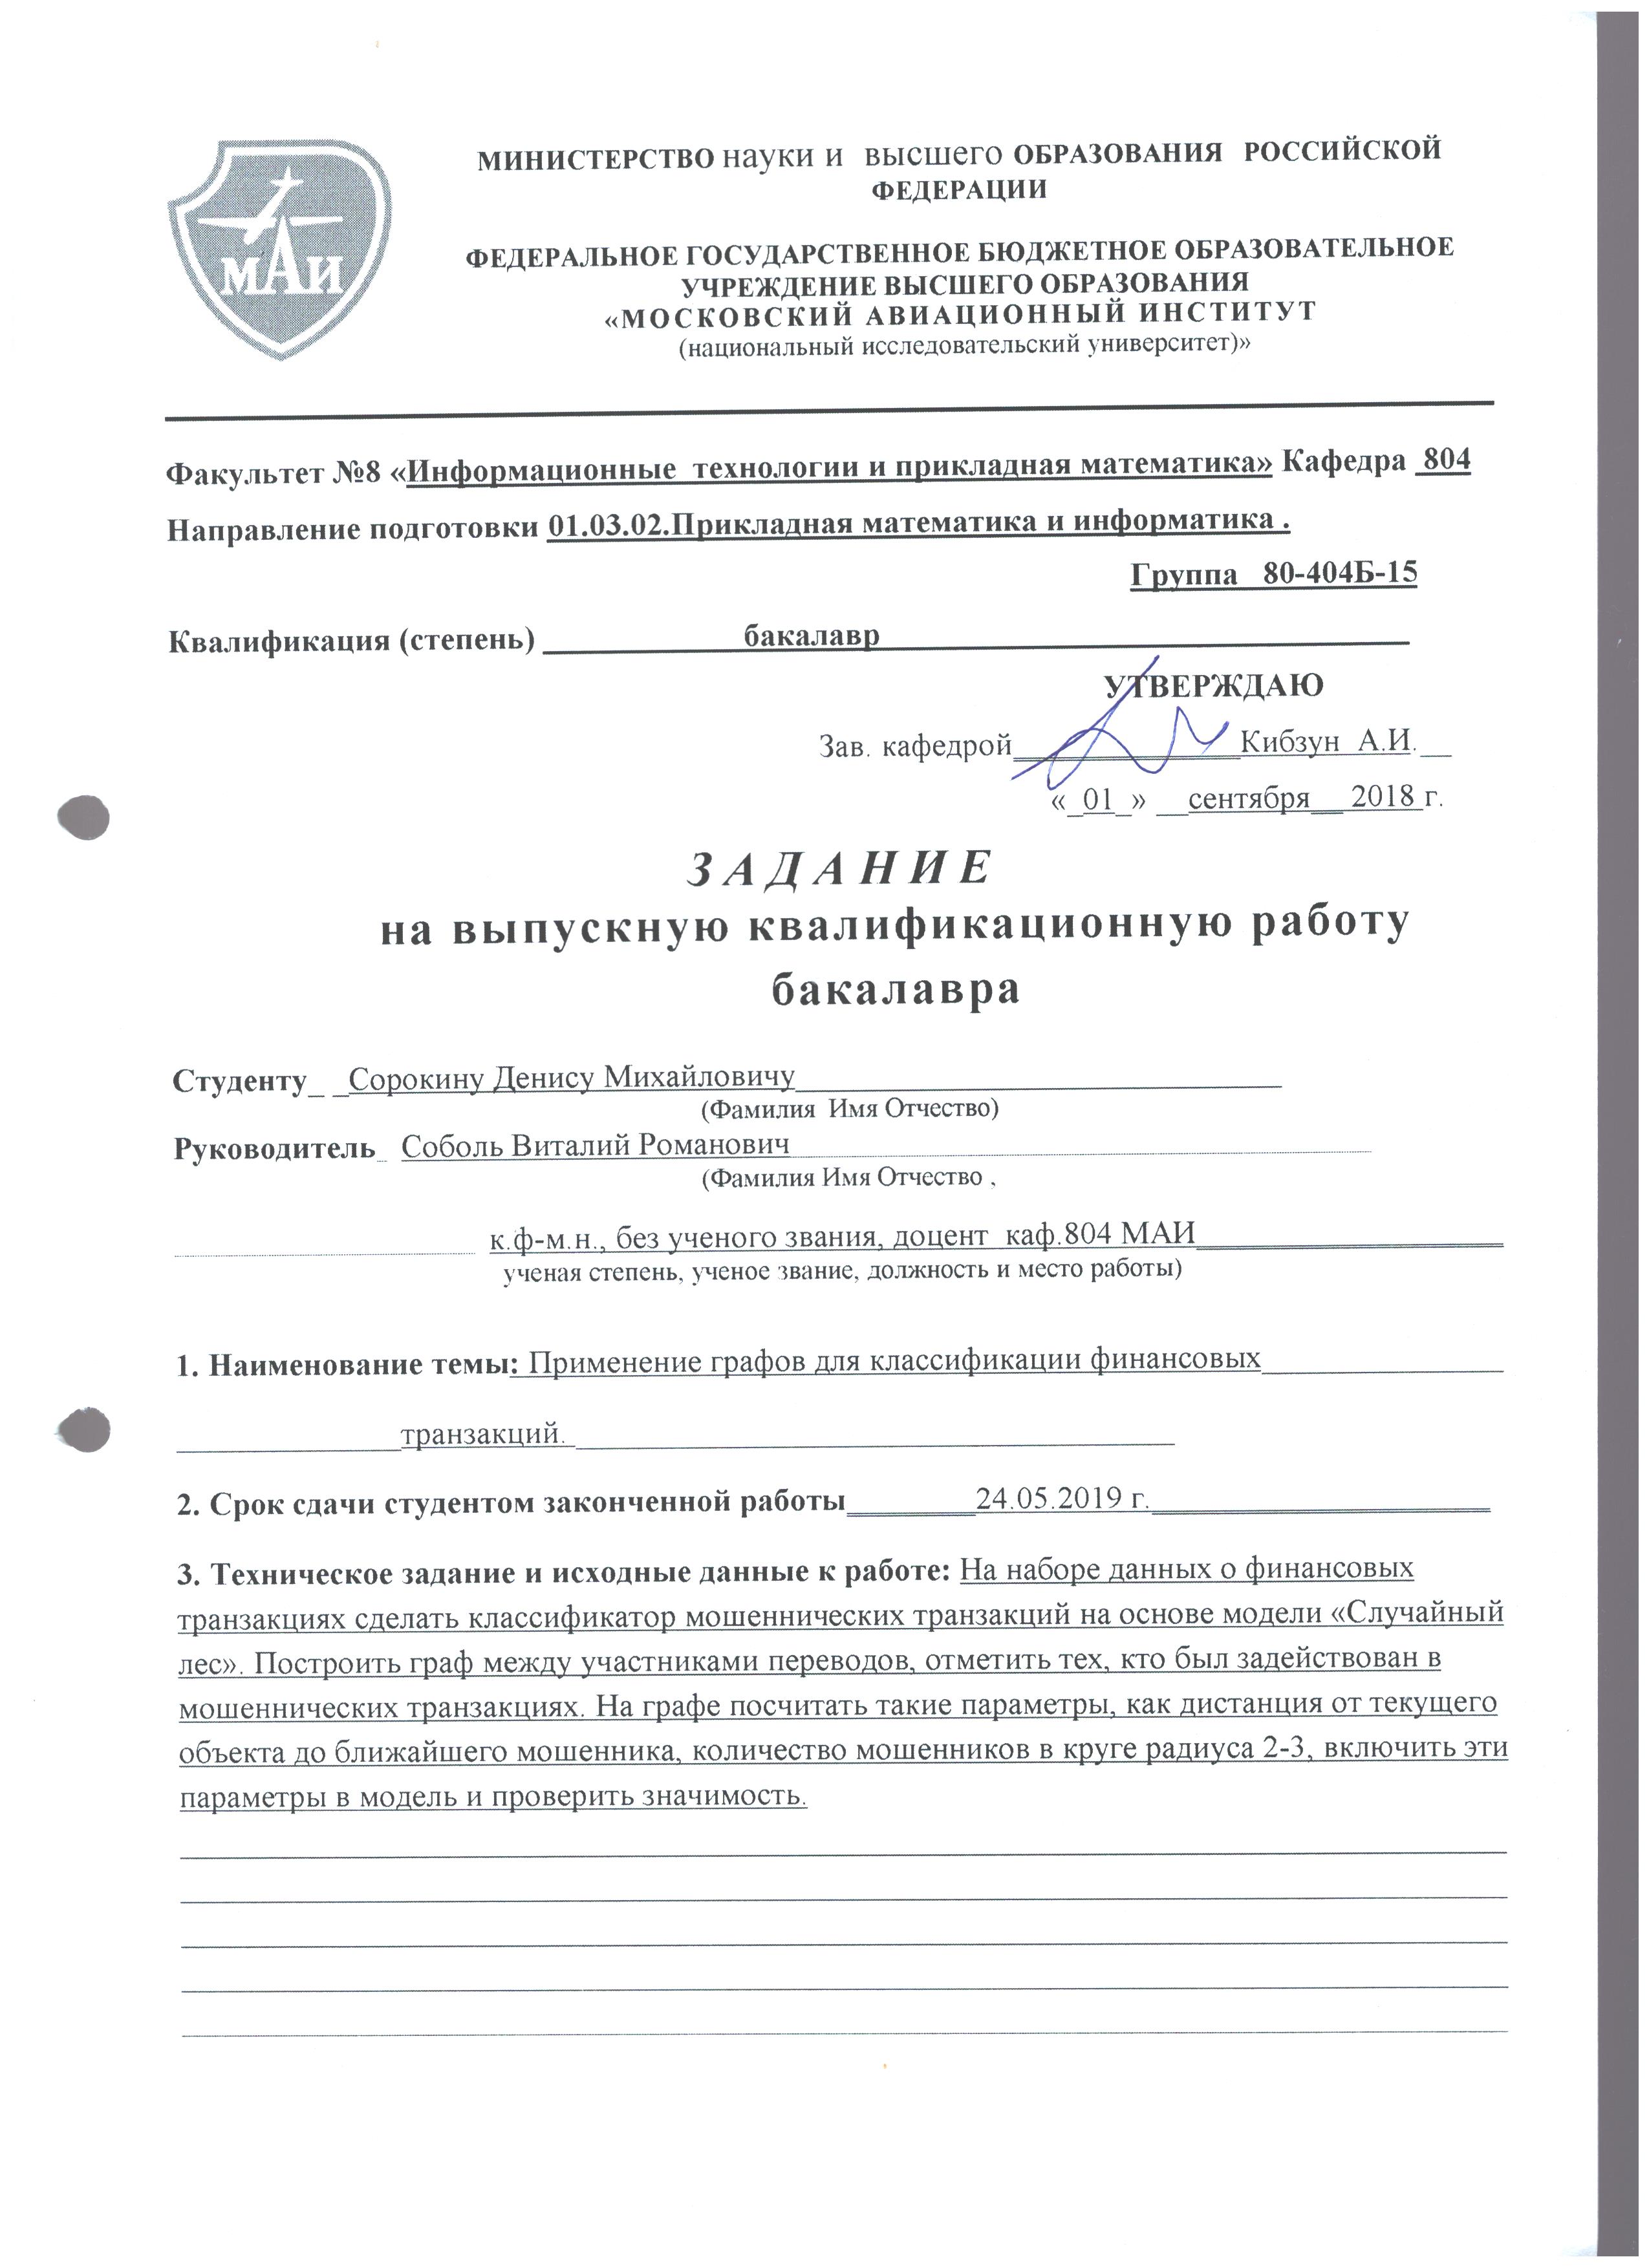 МАИ
МИНИСТЕРСТВО науки и высшего ОБРАЗОВАНИЯ РОССИЙСКОЙ
ФЕДЕРАЦИИ
ФЕДЕРАЛЬНОЕ ГОСУДАРСТВЕННОЕ БЮДЖЕТНОЕ ОБРАЗОВАТЕЛЬНОЕ
УЧРЕЖДЕНИЕ ВЫСШЕГО ОБРАЗОВАНИЯ
«МОСКОВСКИЙ АВИАЦИОННЫЙ ИНСТИТУТ
(национальный исследовательский университет)»
Факультет №8 «Информационные технологии и прикладная математика» Кафедра 804
Направление подготовки 01.03.02.Прикладная математика и информатика .
Группа 80-404Б-15
Квалификация (степень) бакалавр
УТВЕРЖДАЮ
Зав. кафедрой Кибзун А.И.
«_01_» сентября 2018 г.
ЗАДАНИЕ
на выпускную квалификационную работу
бакалавра
Студенту_ _Сорокину Денису Михайловичу
(Фамилия Имя Отчество)
Руководитель_ Соболь Виталий Романович
(Фамилия Имя Отчество ,
к.ф-м.н., без ученого звания, доцент каф.804 МАИ
ученая степень, ученое звание, должность и место работы)
1. Наименование темы: Применение графов для классификации финансовых
транзакций.
2. Срок сдачи студентом законченной работы 24.05.2019 г.
3. Техническое задание и исходные данные к работе: На наборе данных о финансовых
транзакциях сделать классификатор мошеннических транзакций на основе модели «Случайный
лес». Построить граф между участниками переводов, отметить тех, кто был задействован в
мошеннических транзакциях. На графе посчитать такие параметры, как дистанция от текущего
объекта до ближайшего мошенника, количество мошенников в круге радиуса 2-3, включить эти
параметры в модель и проверить значимость.